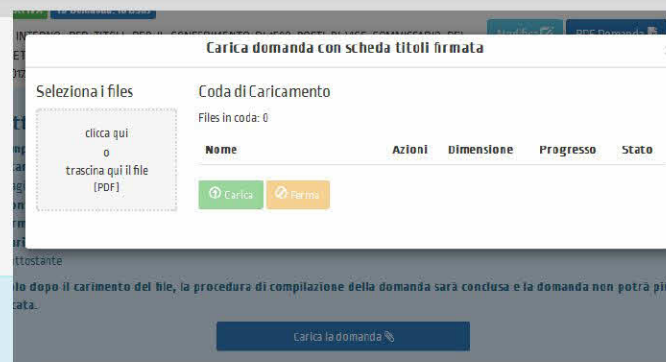 Carica domanda con scheda titoli firmata
Seleziona i files
clicca qui
o
trascina qui il file
(PDF)
Coda di Caricamento
Files in coda: 0
Nome Azioni Dimensione Progresso Stato
Carica Ferma
ttostante
lo dopo il carimento del file, la procedura di compilazione della domanda sarà conclusa e la domanda non potrà pi
cata.
Carica la domanda